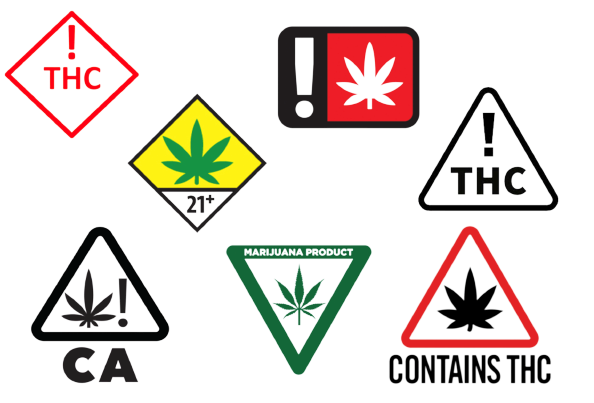 !
THC
!
21+
!
THC
!
CA
MARIJUANA PRODUCT
CONTAINS THC